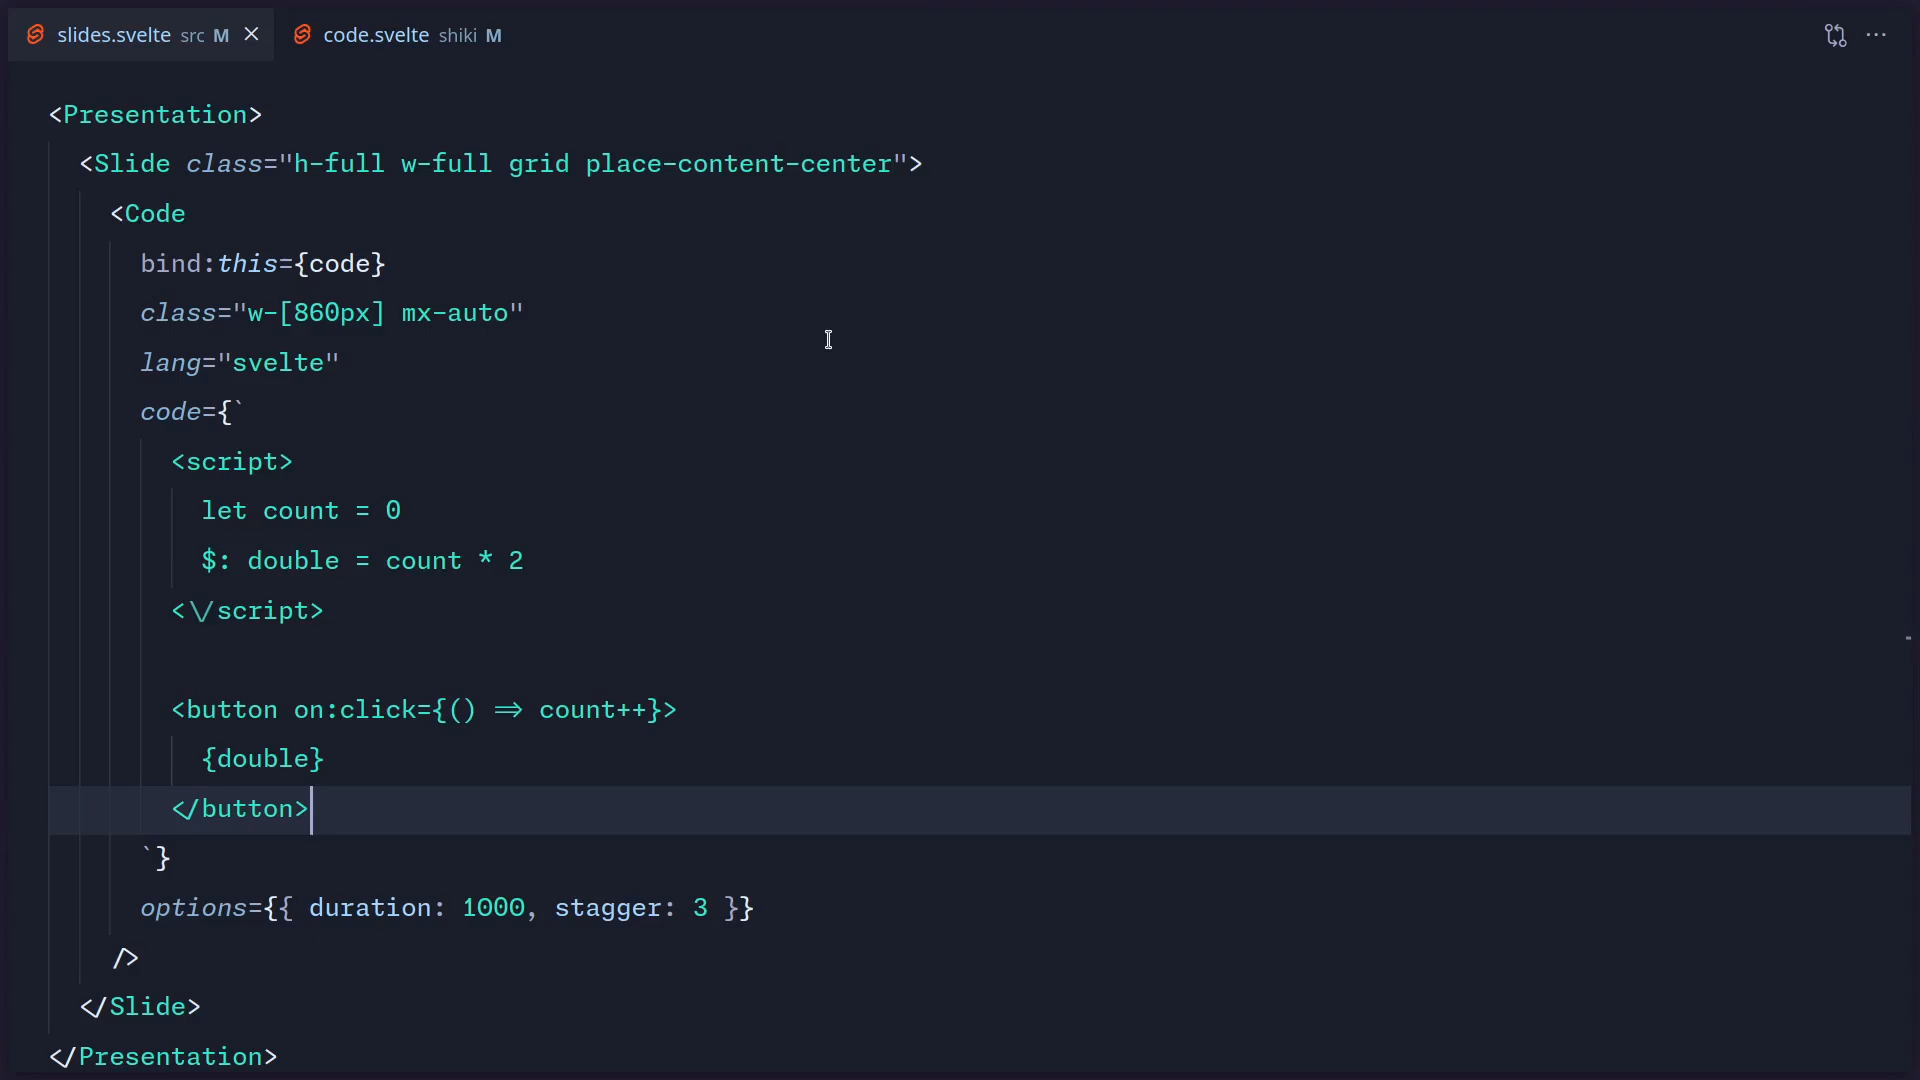 slides.svelte src M
code.svelte shiki M
<Presentation>
<Slide class="h-full w-full grid place-content-center">
<Code
bind:this={code}
class="w-[860px] mx-auto"
lang="svelte"
code={`
<script>
let count = 0
$: double = count * 2
<\/script>
<button on:click={() => count++}>
{double}
</button>
`}
options={{ duration: 1000, stagger: 3 }}
/>
</Slide>
</Presentation>